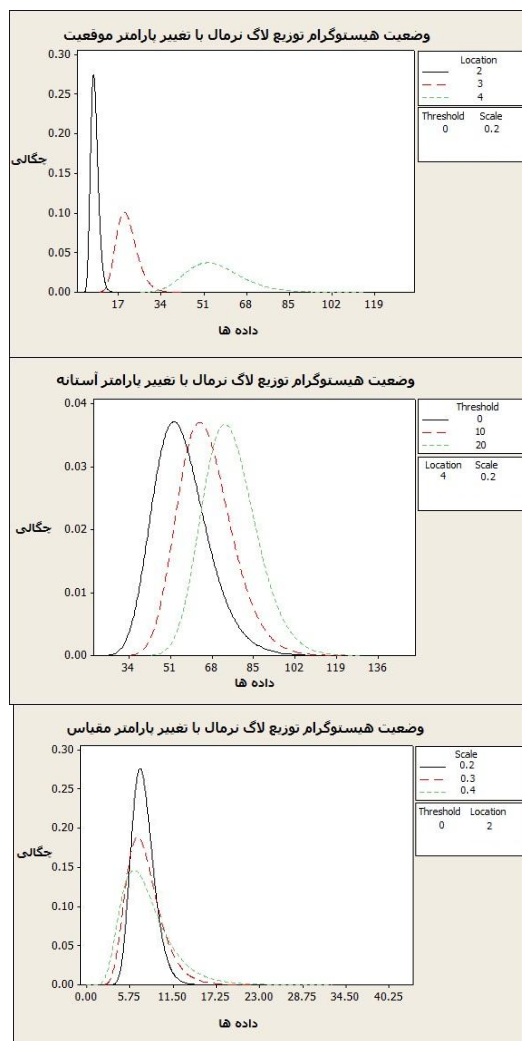 وضعیت هیستوگرام توزیع لاگ نرمال با تغییر پارامتر موقعیت
0.30
0.25
0.20
0.15
0.10
0.05
0.00
چگالی
17 34 51 68 85 102 119
داده ها
Location
2
3
4
Threshold Scale
0 0.2
وضعیت هیستوگرام توزیع لاگ نرمال با تغییر پارامتر آستانه
0.04
0.03
0.02
0.01
0.00
چگالی
34 51 68 85 102 119 136
داده ها
Threshold
0
10
20
Location Scale
4 0.2
وضعیت هیستوگرام توزیع لاگ نرمال با تغییر پارامتر مقیاس
0.30
0.25
0.20
0.15
0.10
0.05
0.00
چگالی
0.00 5.75 11.50 17.25 23.00 28.75 34.50 40.25
داده ها
Scale
0.2
0.3
0.4
Threshold Location
0 2